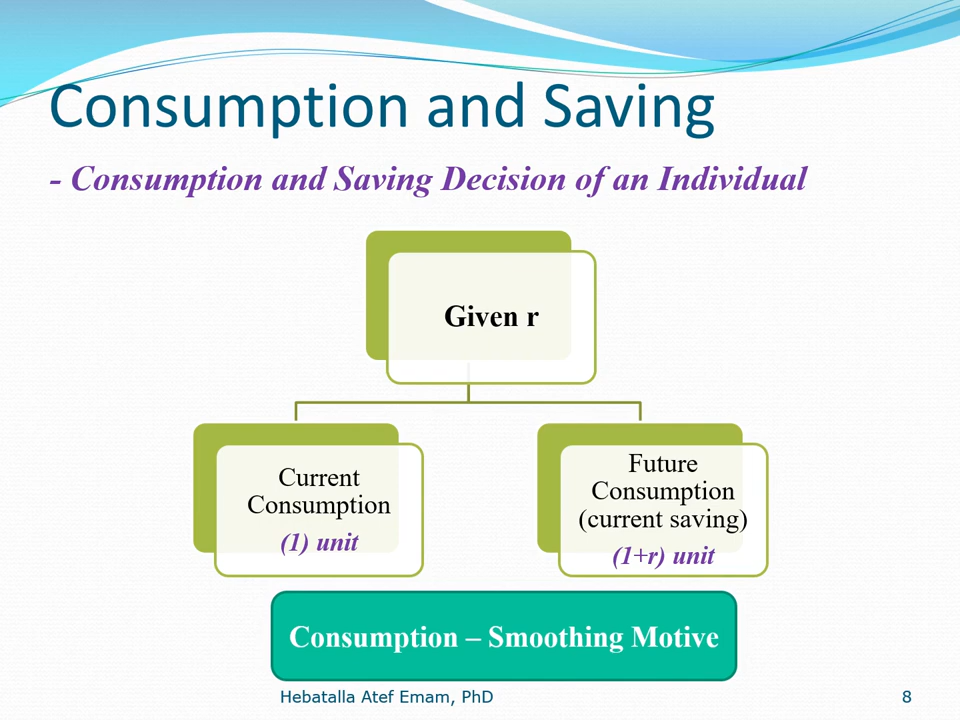 Consumption and Saving
- Consumption and Saving Decision of an Individual
Given r
Current
Consumption
(1) unit
Future
Consumption
(current saving)
(1+r) unit
Consumption – Smoothing Motive
Hebatalla Atef Emam, PhD
8